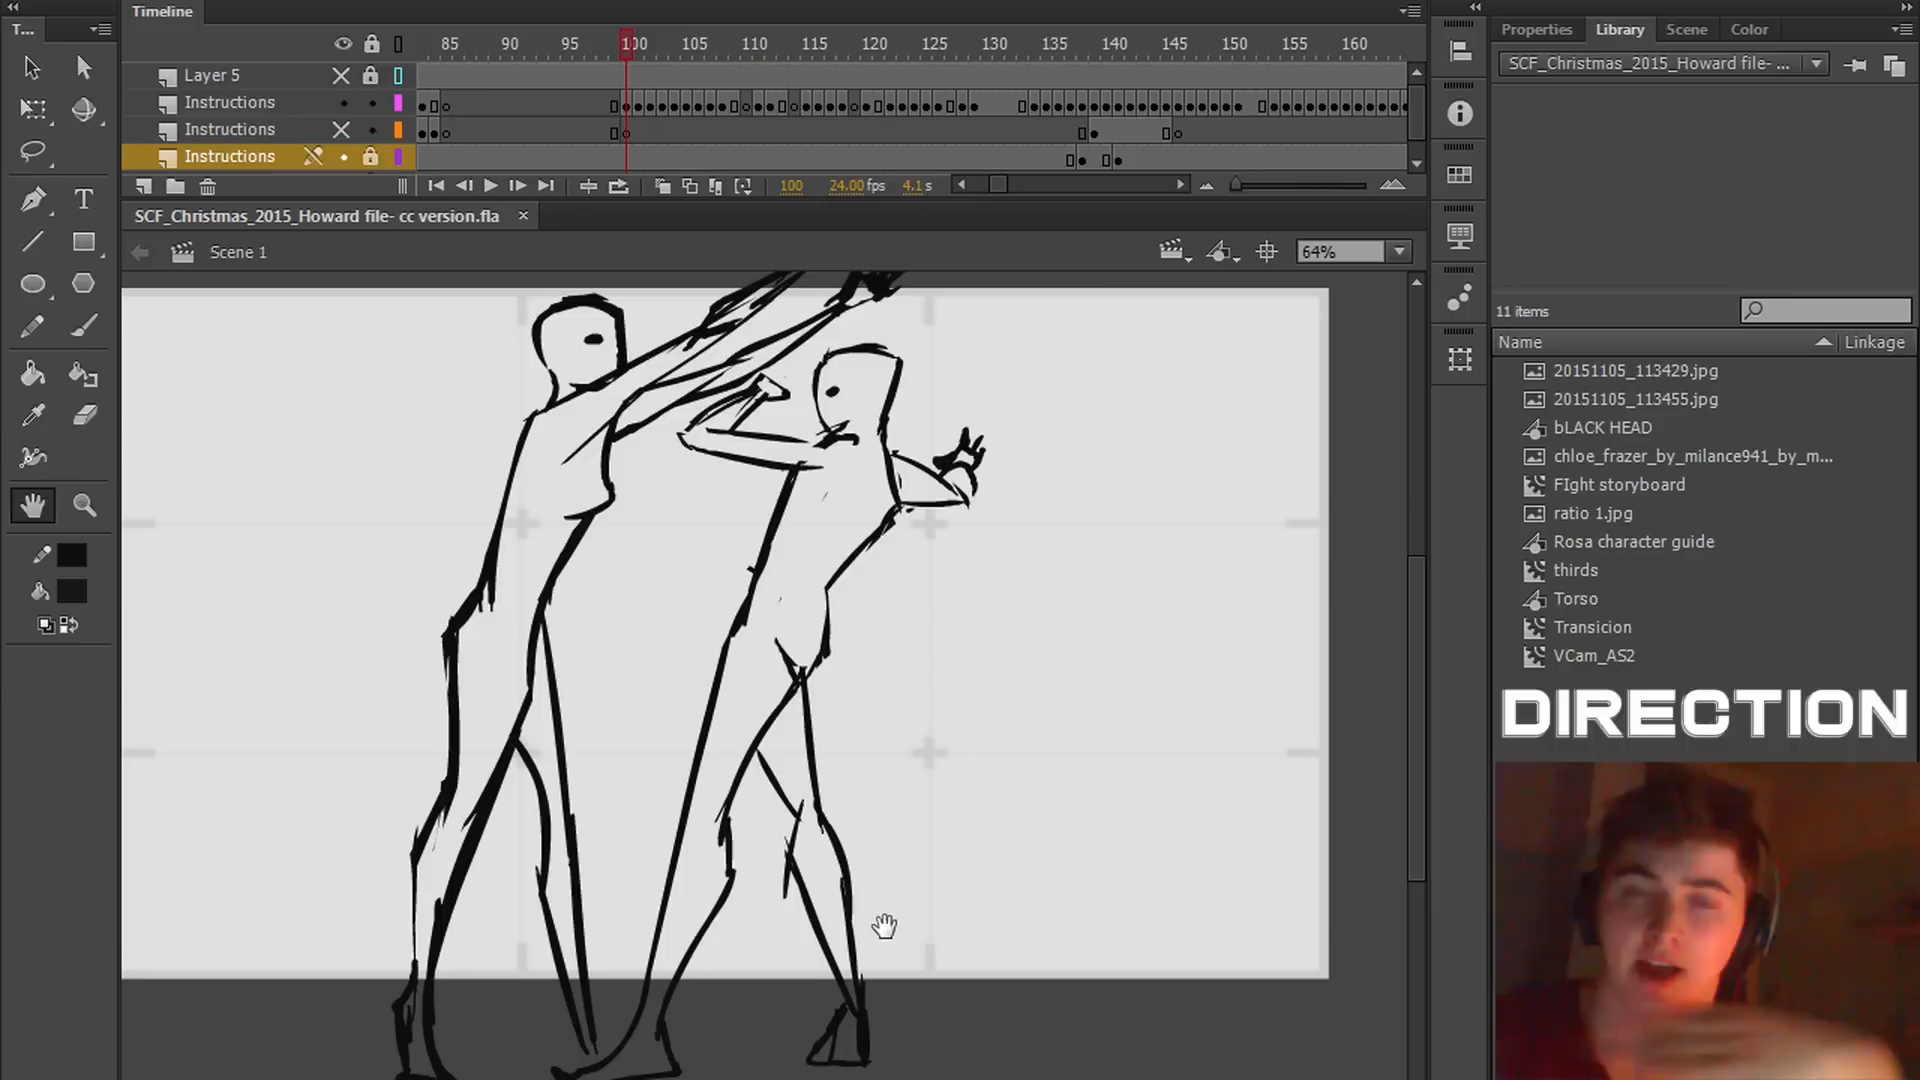 Timeline
T...
85 90 95 100 105 110 115 120 125 130 135 140 145 150 155 160
Layer 5
Instructions
Instructions
Instructions
100 24.00 fps 4.1 s
SCF_Christmas_2015_Howard file- cc version.fla
Scene 1
64%
Properties Library Scene Color
SCF_Christmas_2015_Howard file- ...
11 items
Name Linkage
20151105_113429.jpg
20151105_113455.jpg
bLACK HEAD
chloe_frazer_by_milance941_by_m...
FIght storyboard
ratio 1.jpg
Rosa character guide
thirds
Torso
Transicion
VCam_AS2
DIRECTION